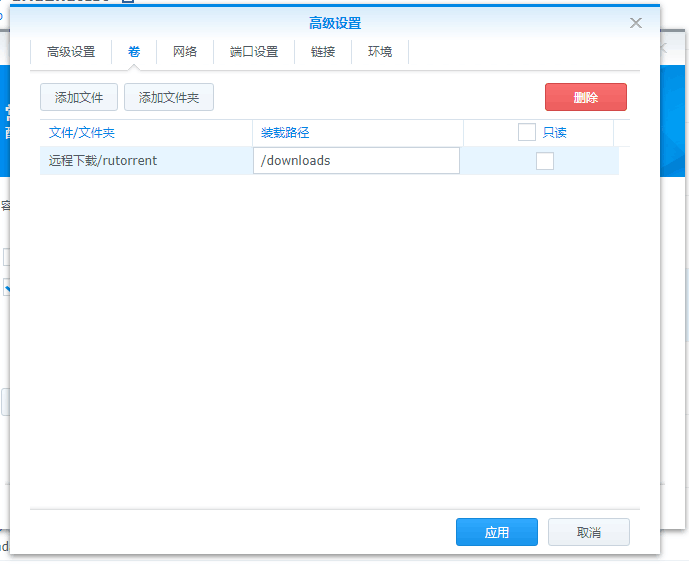 高级设置
高级设置 卷 网络 端口设置 链接 环境
添加文件 添加文件夹 删除
文件/文件夹 装载路径 只读
远程下载/rutorrent /downloads
应用 取消